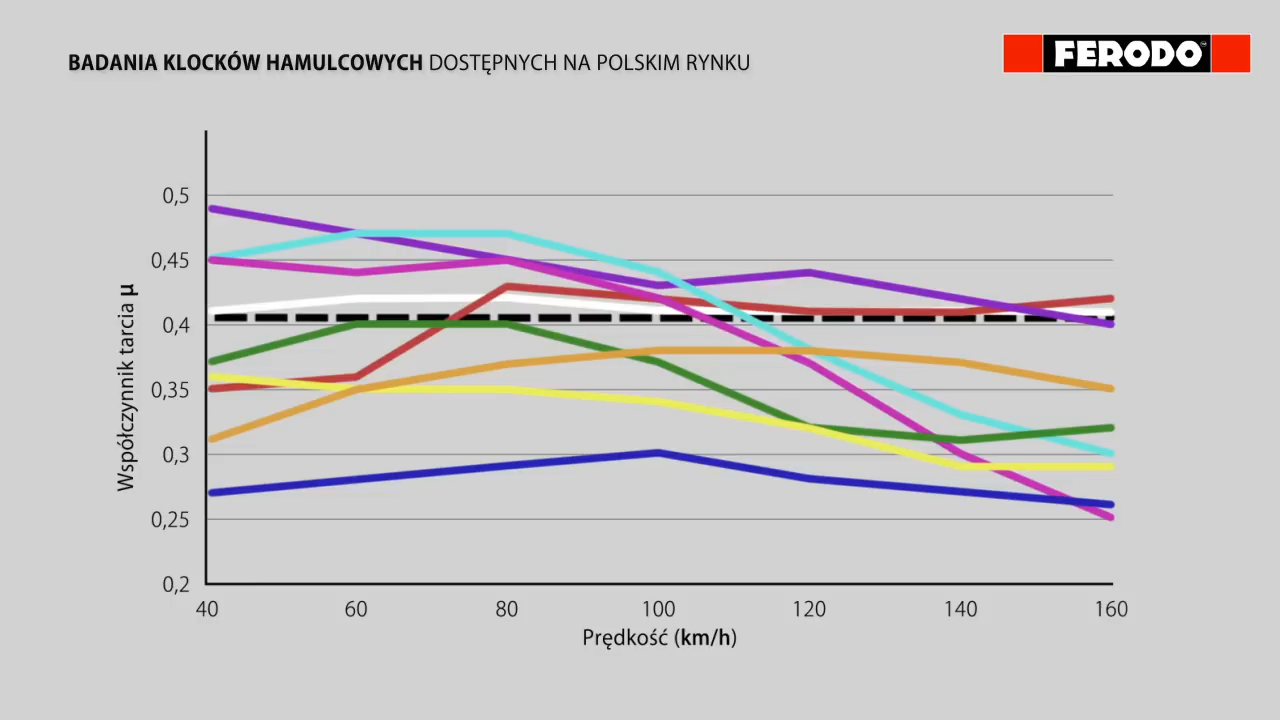 BADANIA KLOCKÓW HAMULCOWYCH DOSTĘPNYCH NA POLSKIM RYNKU
FERODO
0,5
0,45
0,4
0,35
0,3
0,25
0,2
Współczynnik tarcia µ
40 60 80 100 120 140 160
Prędkość (km/h)